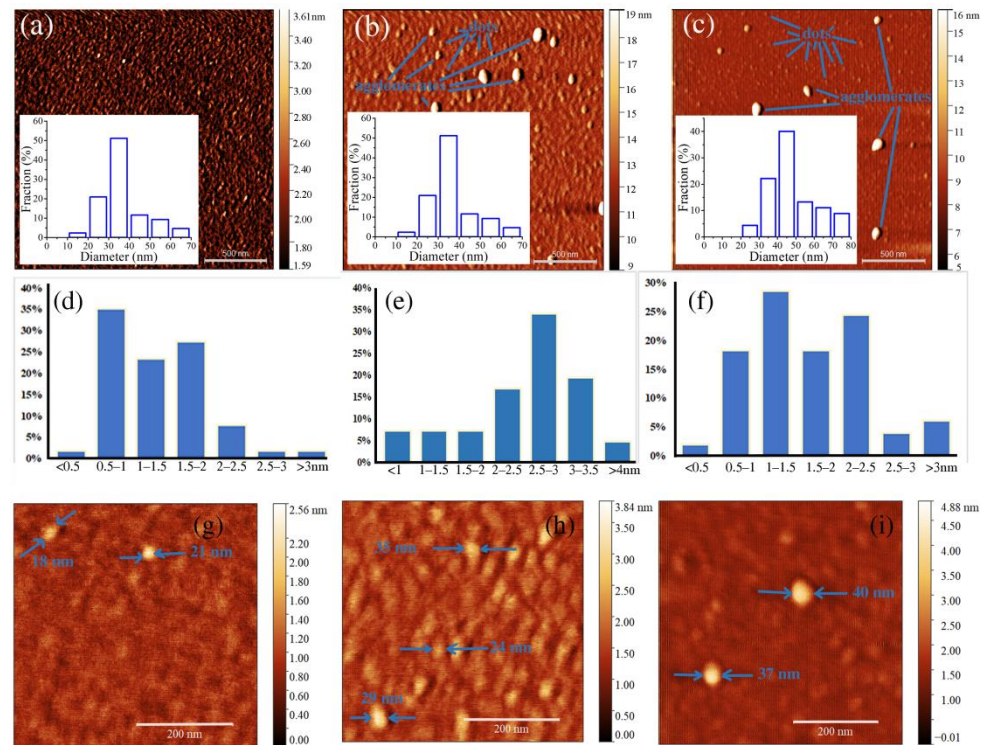 (a)
3.61 nm
3.40
3.20
3.00
2.80
2.60
2.40
2.20
2.00
1.80
1.59
Fraction (%)
60
50
40
30
20
10
0
0 10 20 30 40 50 60 70
Diameter (nm)
500 nm
(b)
dots
agglomerates
19 nm
18
17
16
15
14
13
12
11
10
9
Fraction (%)
60
50
40
30
20
10
0
0 10 20 30 40 50 60 70
Diameter (nm)
500 nm
(c)
dots
agglomerates
16 nm
15
14
13
12
11
10
9
8
7
6
5
Fraction (%)
40
30
20
10
0
0 10 20 30 40 50 60 70 80
Diameter (nm)
500 nm
(d)
40%
35%
30%
25%
20%
15%
10%
5%
0%
<0.5 0.5–1 1–1.5 1.5–2 2–2.5 2.5–3 >3nm
(e)
40%
35%
30%
25%
20%
15%
10%
5%
0%
<1 1–1.5 1.5–2 2–2.5 2.5–3 3–3.5 >4nm
(f)
30%
25%
20%
15%
10%
5%
0%
<0.5 0.5–1 1–1.5 1.5–2 2–2.5 2.5–3 >3nm
(g)
18 nm
21 nm
200 nm
2.56 nm
2.20
2.00
1.80
1.60
1.40
1.20
1.00
0.80
0.60
0.40
0.00
(h)
35 nm
24 nm
29 nm
200 nm
3.84 nm
3.50
3.00
2.50
2.00
1.50
1.00
0.50
0.00
(i)
40 nm
37 nm
200 nm
4.88 nm
4.00
3.50
3.00
2.50
2.00
1.50
1.00
−0.01